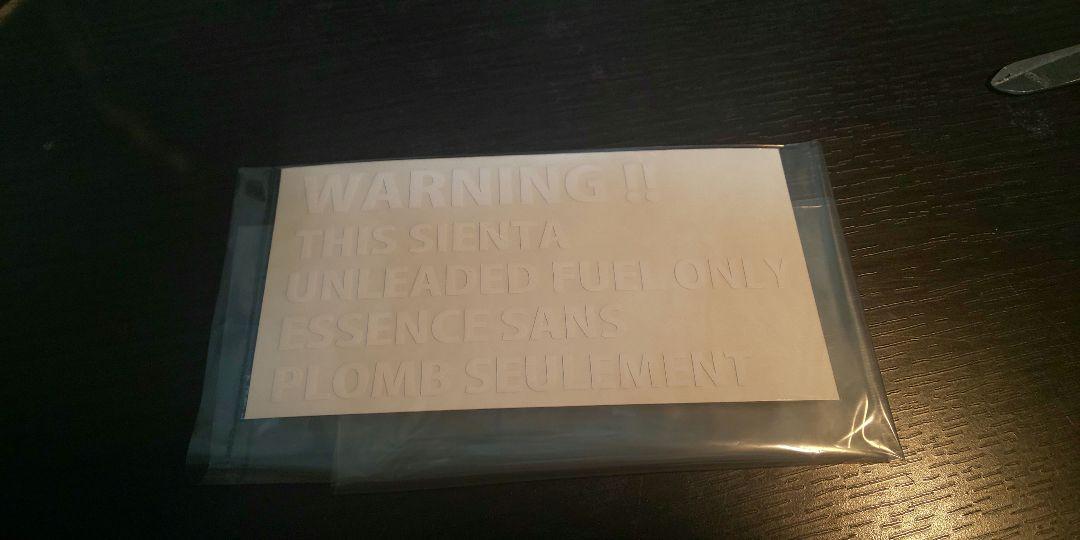 WARNING !!
THIS SIENTA
UNLEADED FUEL ONLY
ESSENCE SANS
PLOMB SEULEMENT